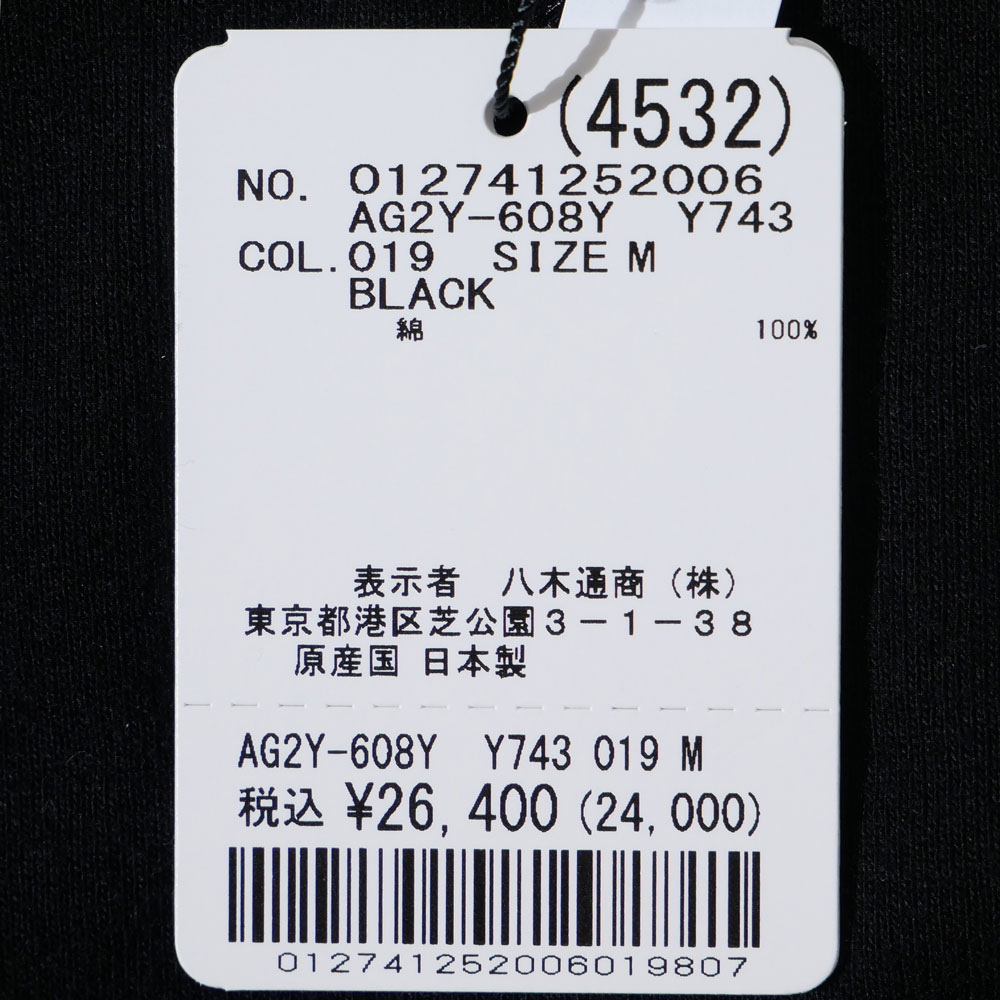 (4532)
NO. 012741252006
AG2Y-608Y Y743
COL. 019 SIZE M
BLACK
綿 100%
表示者 八木通商（株）
東京都港区芝公園３－１－３８
原産国 日本製
AG2Y-608Y Y743 019 M
税込 ¥26,400 (24,000)
012741252006019807